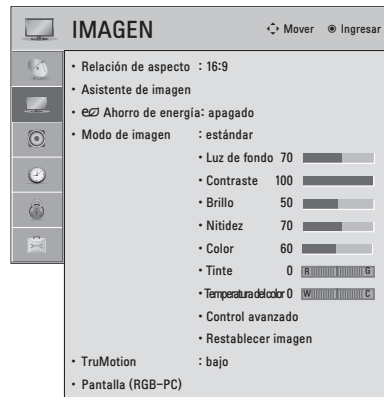 IMAGEN Mover Ingresar
• Relación de aspecto : 16:9
• Asistente de imagen
• Ahorro de energía: apagado
• Modo de imagen : estándar
• Luz de fondo 70
• Contraste 100
• Brillo 50
• Nitidez 70
• Color 60
• Tinte 0 R G
• Temperatura del color 0 W C
• Control avanzado
• Restablecer imagen
• TruMotion : bajo
• Pantalla (RGB-PC)